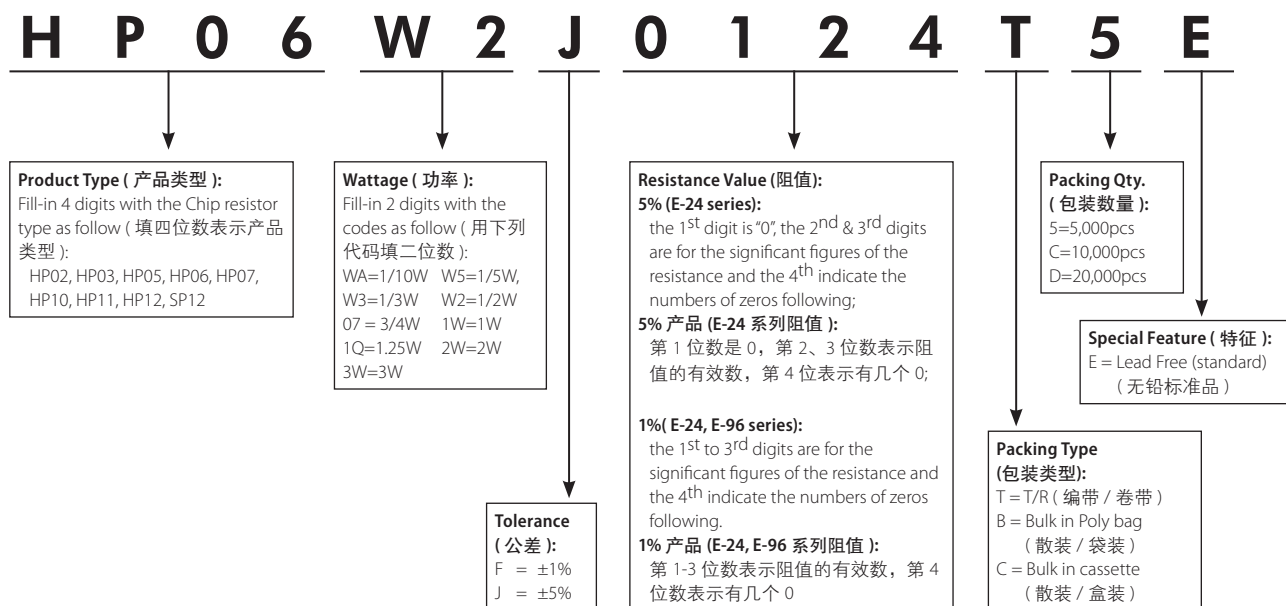 H P 0 6 W 2 J 0 1 2 4 T 5 E
Product Type ( 产品类型 ):
Fill-in 4 digits with the Chip resistor
type as follow ( 填四位数表示产品
类型 ):
HP02, HP03, HP05, HP06, HP07,
HP10, HP11, HP12, SP12
Wattage ( 功率 ):
Fill-in 2 digits with the
codes as follow ( 用下列
代码填二位数 ):
WA=1/10W W5=1/5W,
W3=1/3W W2=1/2W
07 = 3/4W 1W=1W
1Q=1.25W 2W=2W
3W=3W
Tolerance
( 公差 ):
F = ±1%
J = ±5%
Resistance Value (阻值):
5% (E-24 series):
the 1st digit is “0”, the 2nd & 3rd digits
are for the significant figures of the
resistance and the 4th indicate the
numbers of zeros following;
5% 产品 (E-24 系列阻值 ):
第 1 位数是 0，第 2、3 位数表示阻
值的有效数，第 4 位表示有几个 0;
1%( E-24, E-96 series):
the 1st to 3rd digits are for the
significant figures of the resistance and
the 4th indicate the numbers of zeros
following.
1% 产品 (E-24, E-96 系列阻值 ):
第 1-3 位数表示阻值的有效数，第 4
位数表示有几个 0
Packing Qty.
( 包装数量 ):
5=5,000pcs
C=10,000pcs
D=20,000pcs
Special Feature ( 特征 ):
E = Lead Free (standard)
( 无铅标准品 )
Packing Type
(包装类型):
T = T/R ( 编带 / 卷带 )
B = Bulk in Poly bag
( 散装 / 袋装 )
C = Bulk in cassette
( 散装 / 盒装 )